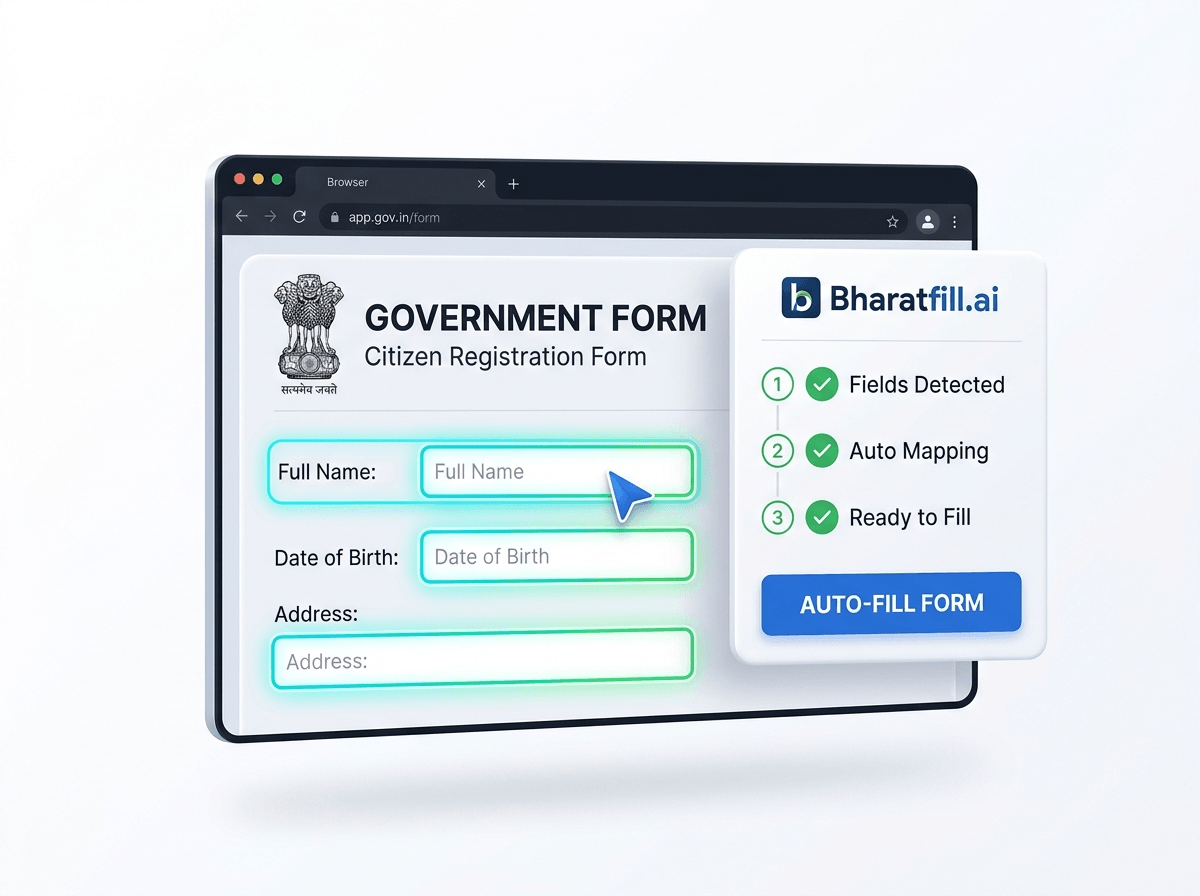 Browser
app.gov.in/form
सत्यमेव जयते
GOVERNMENT FORM
Citizen Registration Form
Full Name:
Full Name
Date of Birth:
Date of Birth
Address:
Address:
b Bharatfill.ai
1 Fields Detected
2 Auto Mapping
3 Ready to Fill
AUTO-FILL FORM